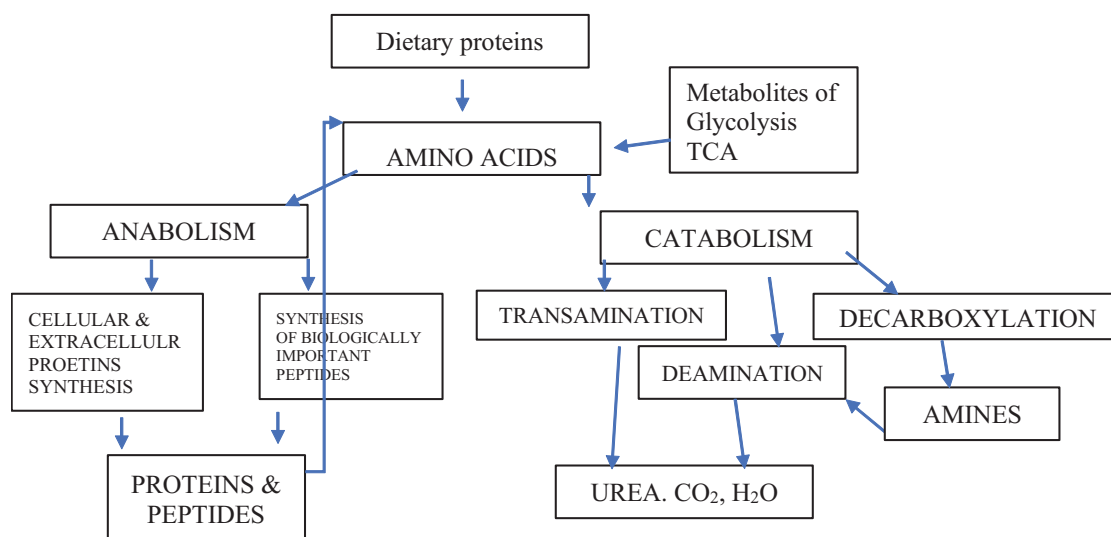 Dietary proteins
Metabolites of
Glycolysis
TCA
AMINO ACIDS
ANABOLISM
CATABOLISM
CELLULAR &
EXTRACELLULR
PROETINS
SYNTHESIS
SYNTHESIS
OF BIOLOGICALLY
IMPORTANT
PEPTIDES
TRANSAMINATION
DECARBOXYLATION
DEAMINATION
AMINES
PROTEINS &
PEPTIDES
UREA. CO₂, H₂O